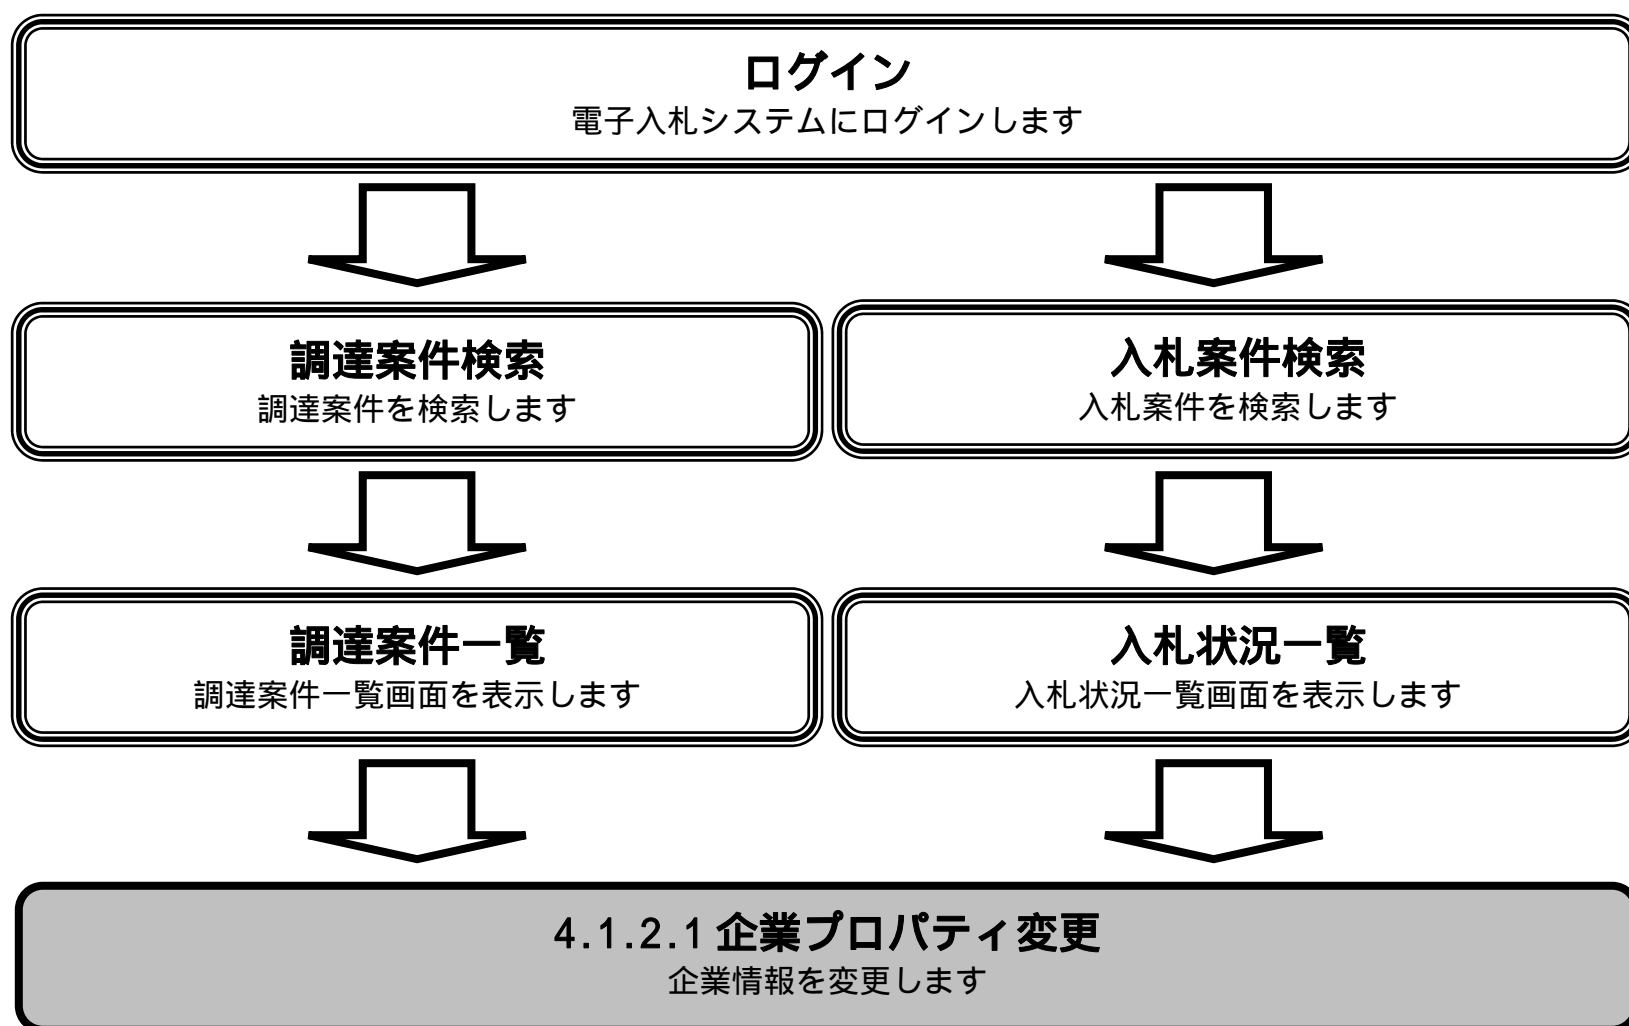 ログイン
電子入札システムにログインします
調達案件検索
調達案件を検索します
入札案件検索
入札案件を検索します
調達案件一覧
調達案件一覧画面を表示します
入札状況一覧
入札状況一覧画面を表示します
4.1.2.1企業プロパティ変更
企業情報を変更します